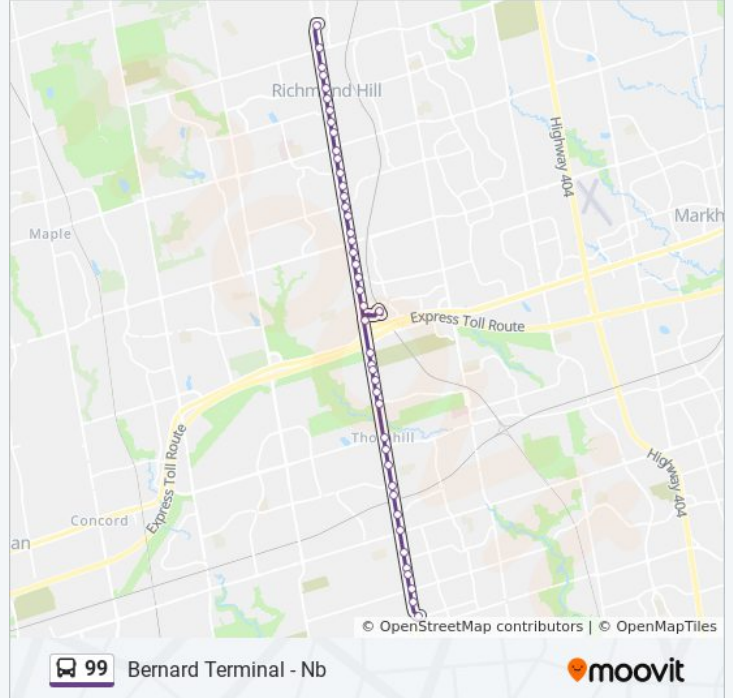 Richmond Hill
Highway 404
Maple
Markh
Express Toll Route
Thornhill
Highway 404
Express Toll Route
Concord
an
© OpenStreetMap contributors | © OpenMapTiles
99 Bernard Terminal - Nb
moovit